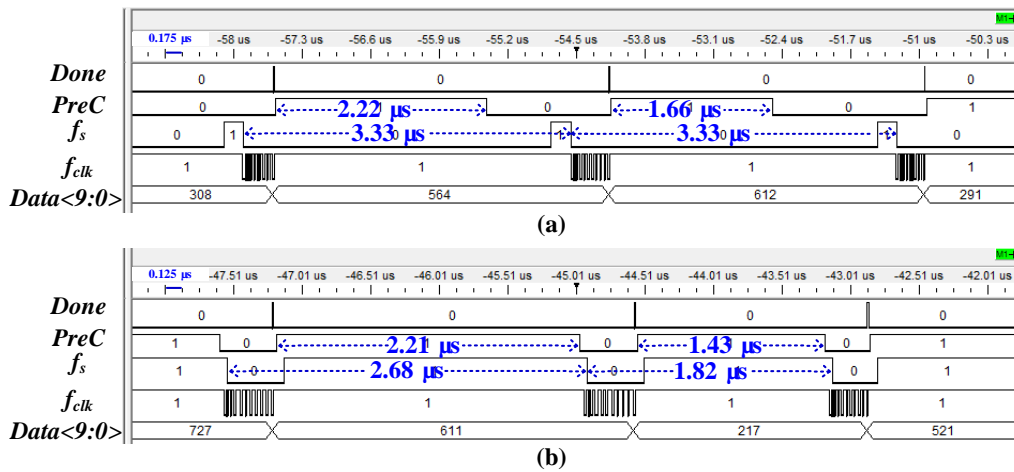 M1
0.175 μs -58 us -57.3 us -56.6 us -55.9 us -55.2 us -54.5 us -53.8 us -53.1 us -52.4 us -51.7 us -51 us -50.3 us
Done 0 0 0 0
PreC 0 2.22 μs 0 1.66 μs 0 1
fs 0 1 3.33 μs 3.33 μs 0
fclk 1 1 1 1
Data<9:0> 308 564 612 291
(a)
M1
0.125 μs -47.51 us -47.01 us -46.51 us -46.01 us -45.51 us -45.01 us -44.51 us -44.01 us -43.51 us -43.01 us -42.51 us -42.01 us
Done 0 0 0 0
PreC 1 0 2.21 μs 0 1.43 μs 0 1
fs 1 0 2.68 μs 0 1.82 μs 0 1
fclk 1 1 1 1
Data<9:0> 727 611 217 521
(b)